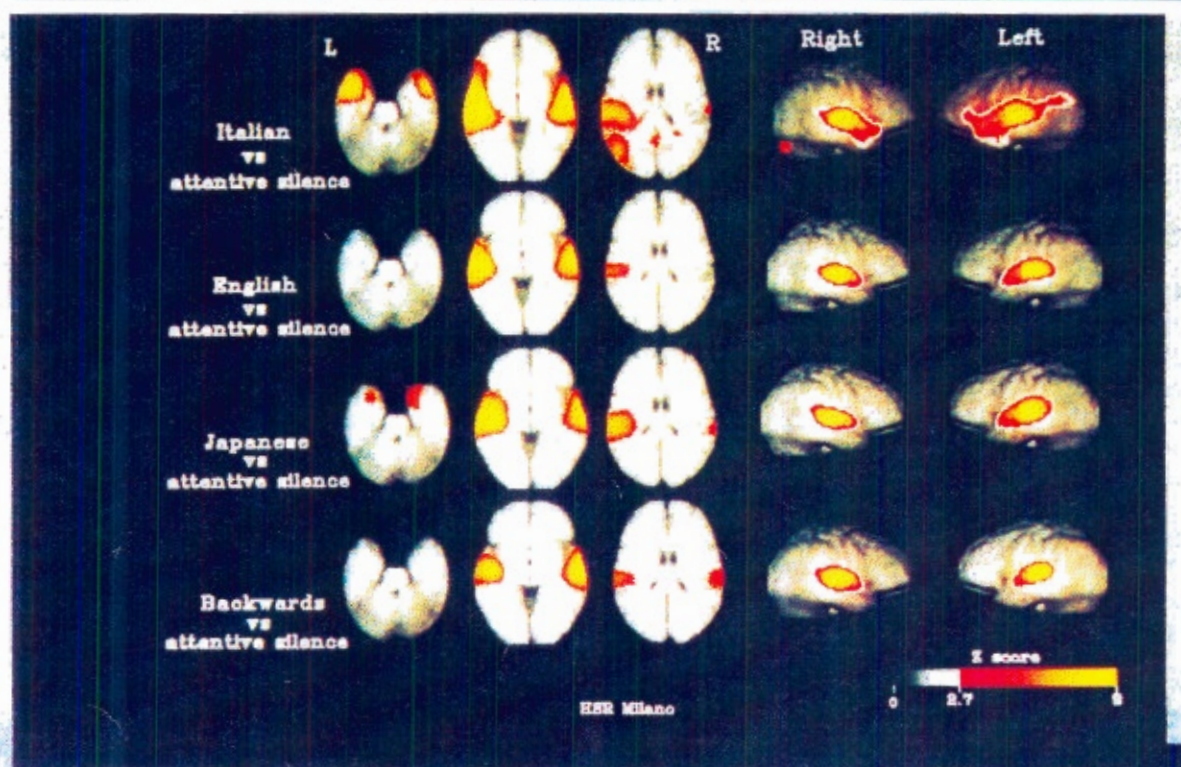 L
R
Right
Left
Italian
vs
attentive silence
English
vs
attentive silence
Japanese
vs
attentive silence
Backwards
vs
attentive silence
Z score
0
2.7
HSR Milano